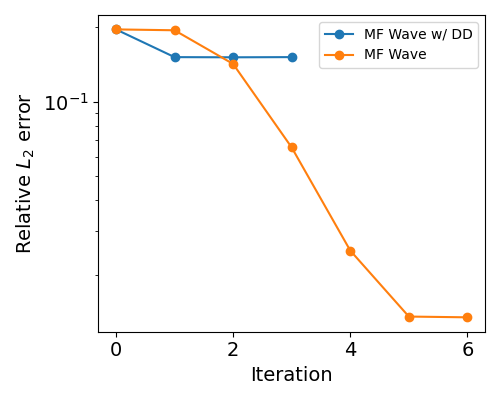 MF Wave w/ DD
MF Wave
10⁻¹
Relative L₂ error
0 2 4 6
Iteration